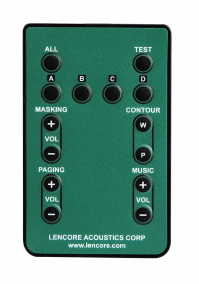 ALL TEST
A B C D
MASKING CONTOUR
+ W
VOL
− P
PAGING MUSIC
+ +
VOL VOL
− −
LENCORE ACOUSTICS CORP
www.lencore.com